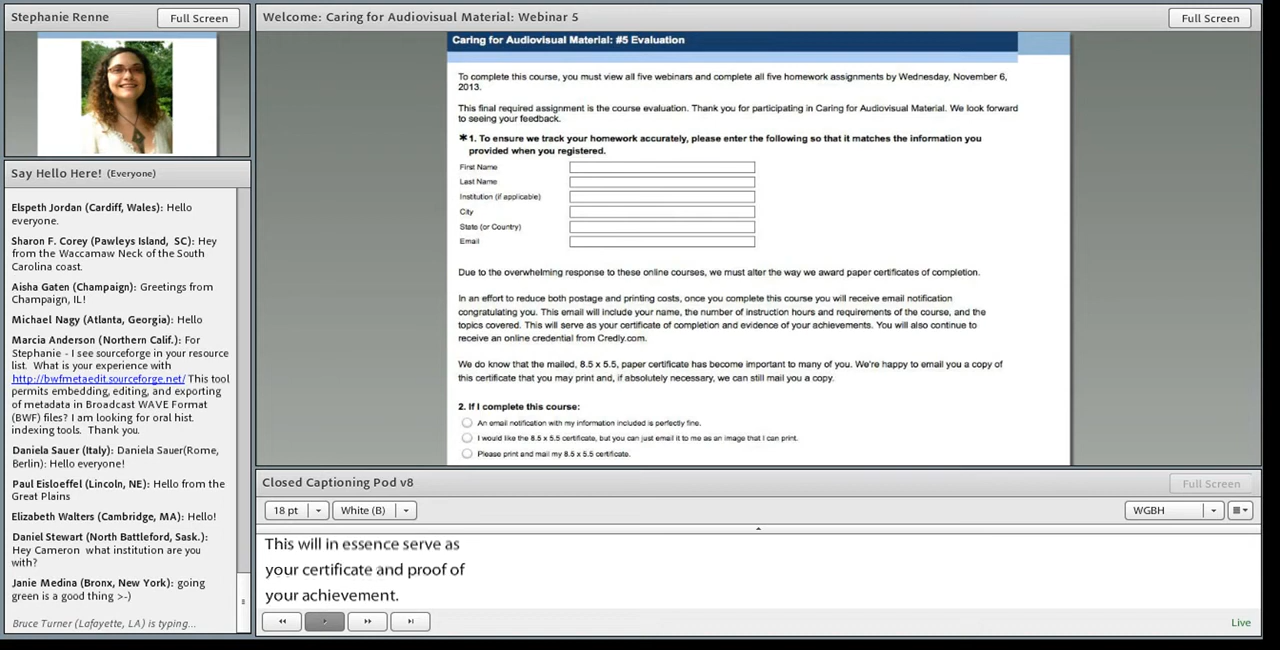 Stephanie Renne
Full Screen
Say Hello Here! (Everyone)
Elspeth Jordan (Cardiff, Wales): Hello
everyone.
Sharon F. Corey (Pawleys Island, SC): Hey
from the Waccamaw Neck of the South
Carolina coast.
Aisha Gaten (Champaign): Greetings from
Champaign, IL!
Michael Nagy (Atlanta, Georgia): Hello
Marcia Anderson (Northern Calif.): For
Stephanie - I see sourceforge in your resource
list. What is your experience with
http://bwfmetaedit.sourceforge.net/ This tool
permits embedding, editing, and exporting
of metadata in Broadcast WAVE Format
(BWF) files? I am looking for oral hist.
indexing tools. Thank you.
Daniela Sauer (Italy): Daniela Sauer(Rome,
Berlin): Hello everyone!
Paul Eisloeffel (Lincoln, NE): Hello from the
Great Plains
Elizabeth Walters (Cambridge, MA): Hello!
Daniel Stewart (North Battleford, Sask.):
Hey Cameron what institution are you
with?
Janie Medina (Bronx, New York): going
green is a good thing >-)
Bruce Turner (Lafayette, LA) is typing...
Welcome: Caring for Audiovisual Material: Webinar 5
Full Screen
Caring for Audiovisual Material: #5 Evaluation
To complete this course, you must view all five webinars and complete all five homework assignments by Wednesday, November 6,
2013.
This final required assignment is the course evaluation. Thank you for participating in Caring for Audiovisual Material. We look forward
to seeing your feedback.
*1. To ensure we track your homework accurately, please enter the following so that it matches the information you
provided when you registered.
First Name
Last Name
Institution (if applicable)
City
State (or Country)
Email
Due to the overwhelming response to these online courses, we must alter the way we award paper certificates of completion.
In an effort to reduce both postage and printing costs, once you complete this course you will receive email notification
congratulating you. This email will include your name, the number of instruction hours and requirements of the course, and the
topics covered. This will serve as your certificate of completion and evidence of your achievements. You will also continue to
receive an online credential from Credly.com.
We do know that the mailed, 8.5 x 5.5, paper certificate has become important to many of you. We're happy to email you a copy of
this certificate that you may print and, if absolutely necessary, we can still mail you a copy.
2. If I complete this course:
An email notification with my information included is perfectly fine.
I would like the 8.5 x 5.5 certificate, but you can just email it to me as an image that I can print.
Please print and mail my 8.5 x 5.5 certificate.
Closed Captioning Pod v8
Full Screen
18 pt
White (B)
WGBH
This will in essence serve as
your certificate and proof of
your achievement.
Live